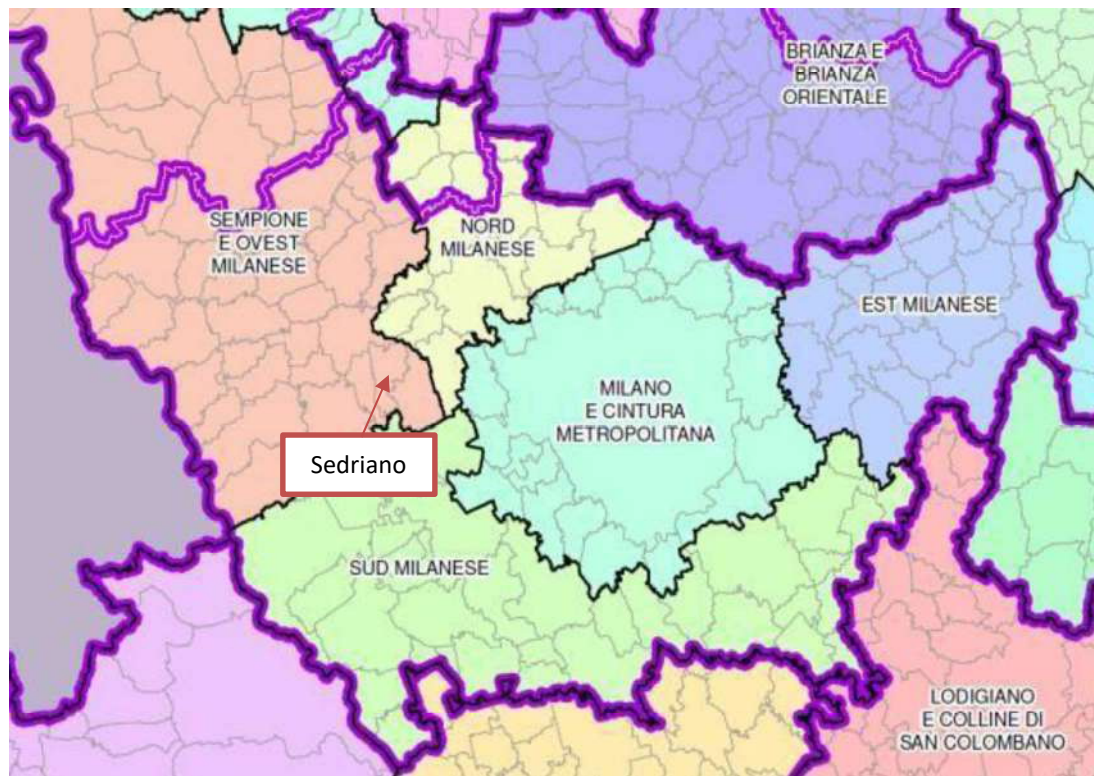 BRIANZA E
BRIANZA
ORIENTALE
SEMPIONE
E OVEST
MILANESE
NORD
MILANESE
EST MILANESE
MILANO
E CINTURA
METROPOLITANA
Sedriano
SUD MILANESE
LODIGIANO
E COLLINE DI
SAN COLOMBANO